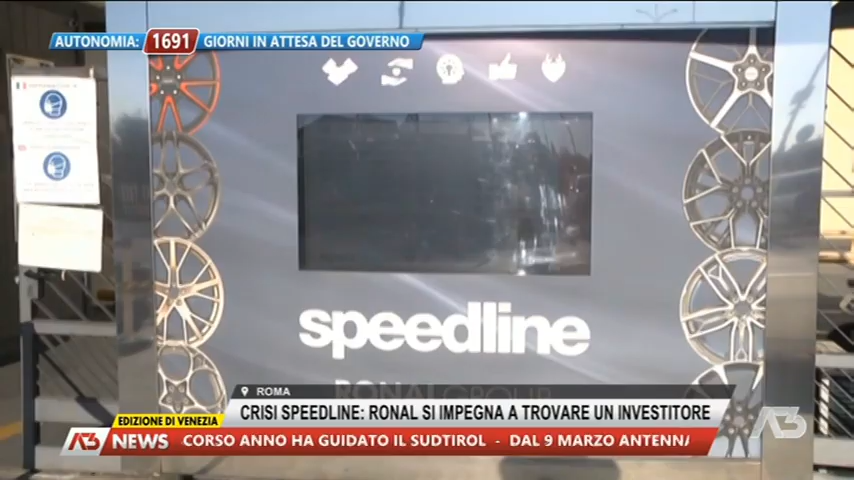 AUTONOMIA: 1691 GIORNI IN ATTESA DEL GOVERNO
A3
speedline
RONAL GROUP
ROMA
CRISI SPEEDLINE: RONAL SI IMPEGNA A TROVARE UN INVESTITORE
EDIZIONE DI VENEZIA
A3 NEWS CORSO ANNO HA GUIDATO IL SUDTIROL - DAL 9 MARZO ANTENN
A3